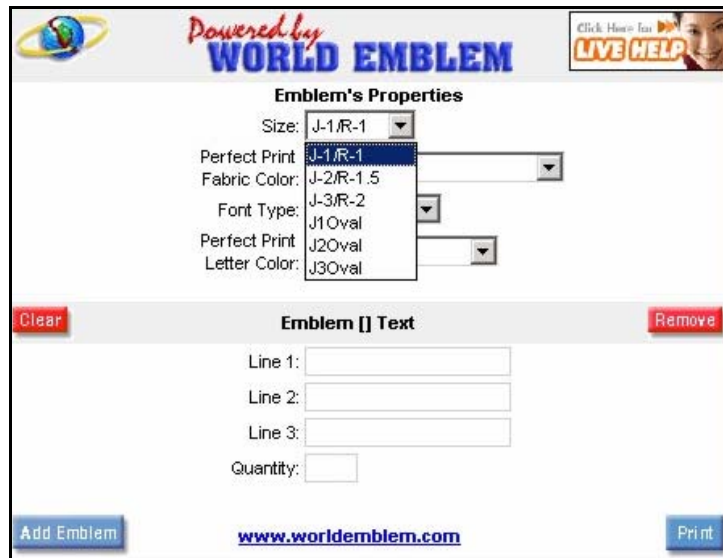 Powered by
WORLD EMBLEM
Click Here for
LIVE HELP
Emblem's Properties
Size: J-1/R-1
J-1/R-1
J-2/R-1.5
J-3/R-2
J1Oval
J2Oval
J3Oval
Perfect Print
Fabric Color:
Font Type:
Perfect Print
Letter Color:
Clear
Emblem [] Text
Remove
Line 1:
Line 2:
Line 3:
Quantity:
Add Emblem
www.worldemblem.com
Print